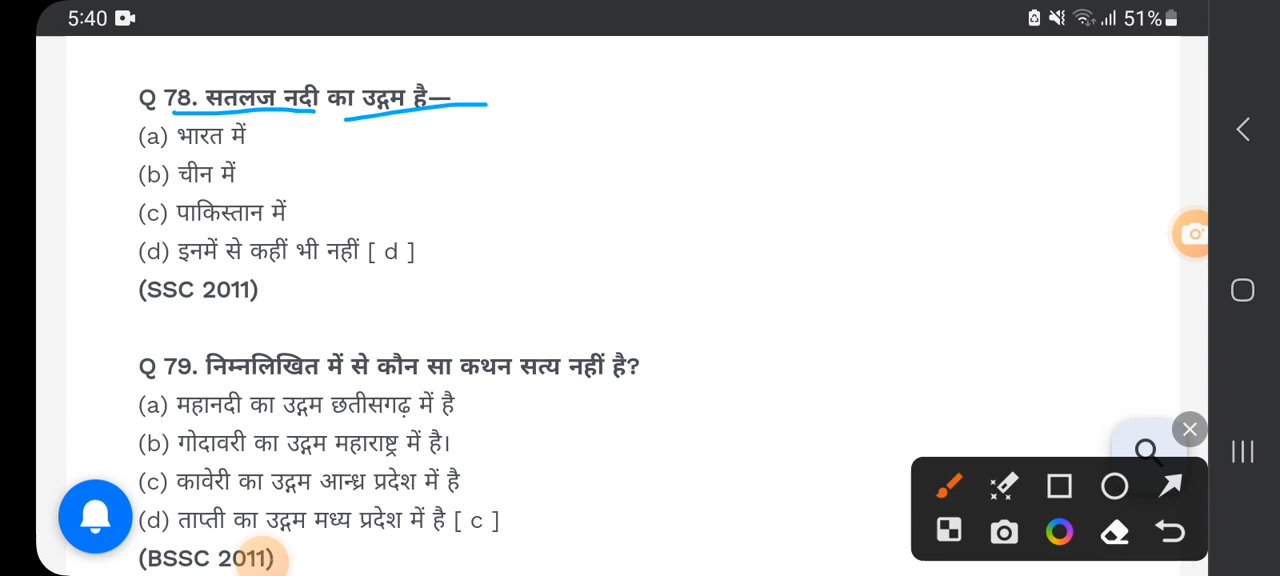 5:40
51%
Q 78. सतलज नदी का उद्गम है—
(a) भारत में
(b) चीन में
(c) पाकिस्तान में
(d) इनमें से कहीं भी नहीं [ d ]
(SSC 2011)
Q 79. निम्नलिखित में से कौन सा कथन सत्य नहीं है?
(a) महानदी का उद्गम छतीसगढ़ में है
(b) गोदावरी का उद्गम महाराष्ट्र में है।
(c) कावेरी का उद्गम आन्ध्र प्रदेश में है
(d) ताप्ती का उद्गम मध्य प्रदेश में है [ c ]
(BSSC 2011)